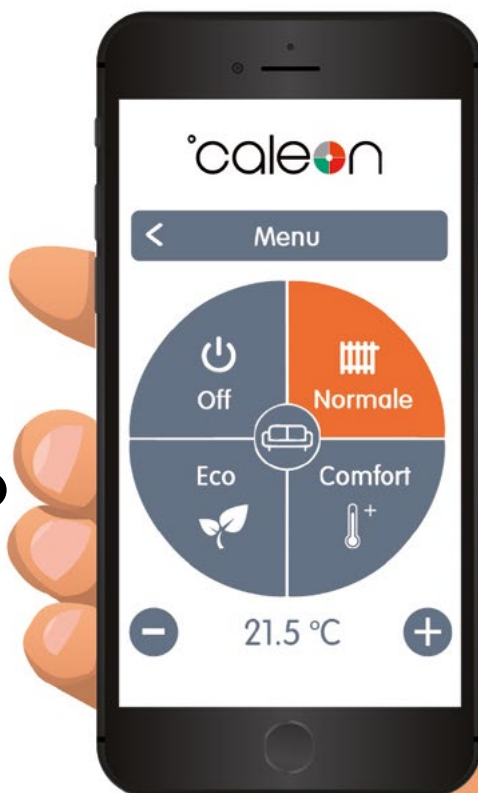 °caleon
< Menu
Off
Normale
Eco
Comfort
+
- 21.5 °C +